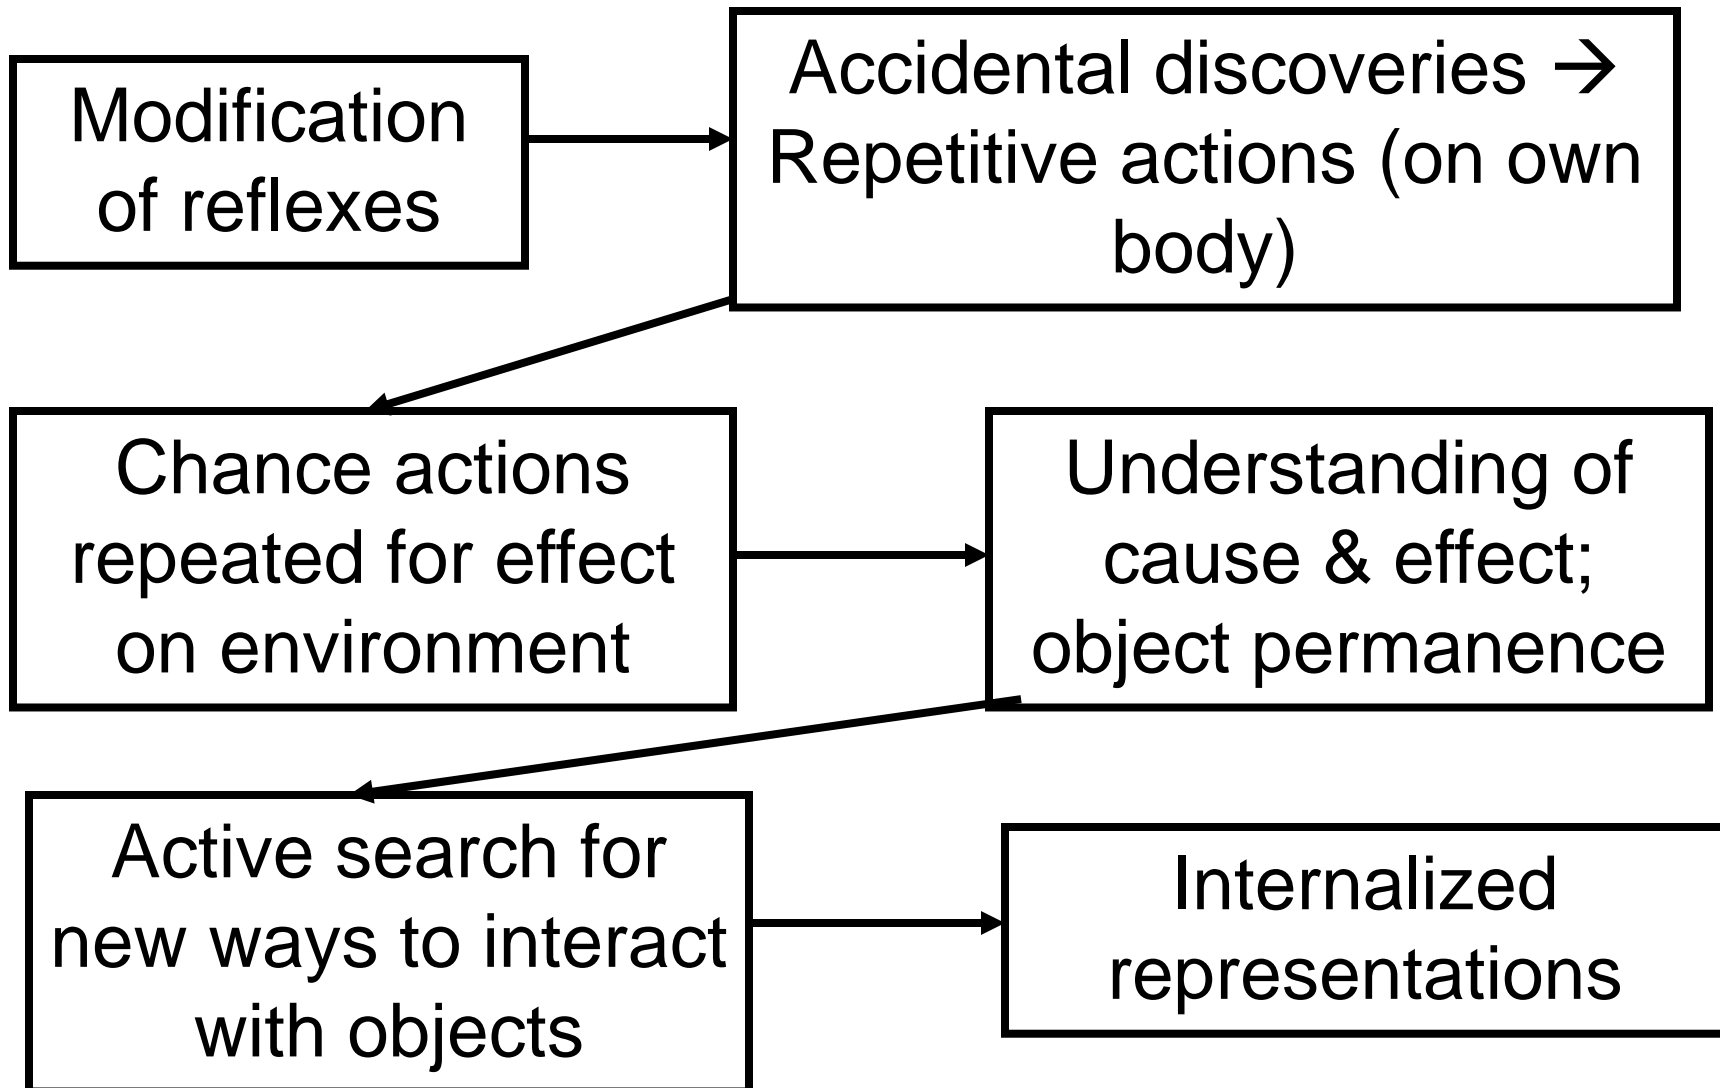 Modification
of reflexes
Accidental discoveries →
Repetitive actions (on own
body)
Chance actions
repeated for effect
on environment
Understanding of
cause & effect;
object permanence
Active search for
new ways to interact
with objects
Internalized
representations